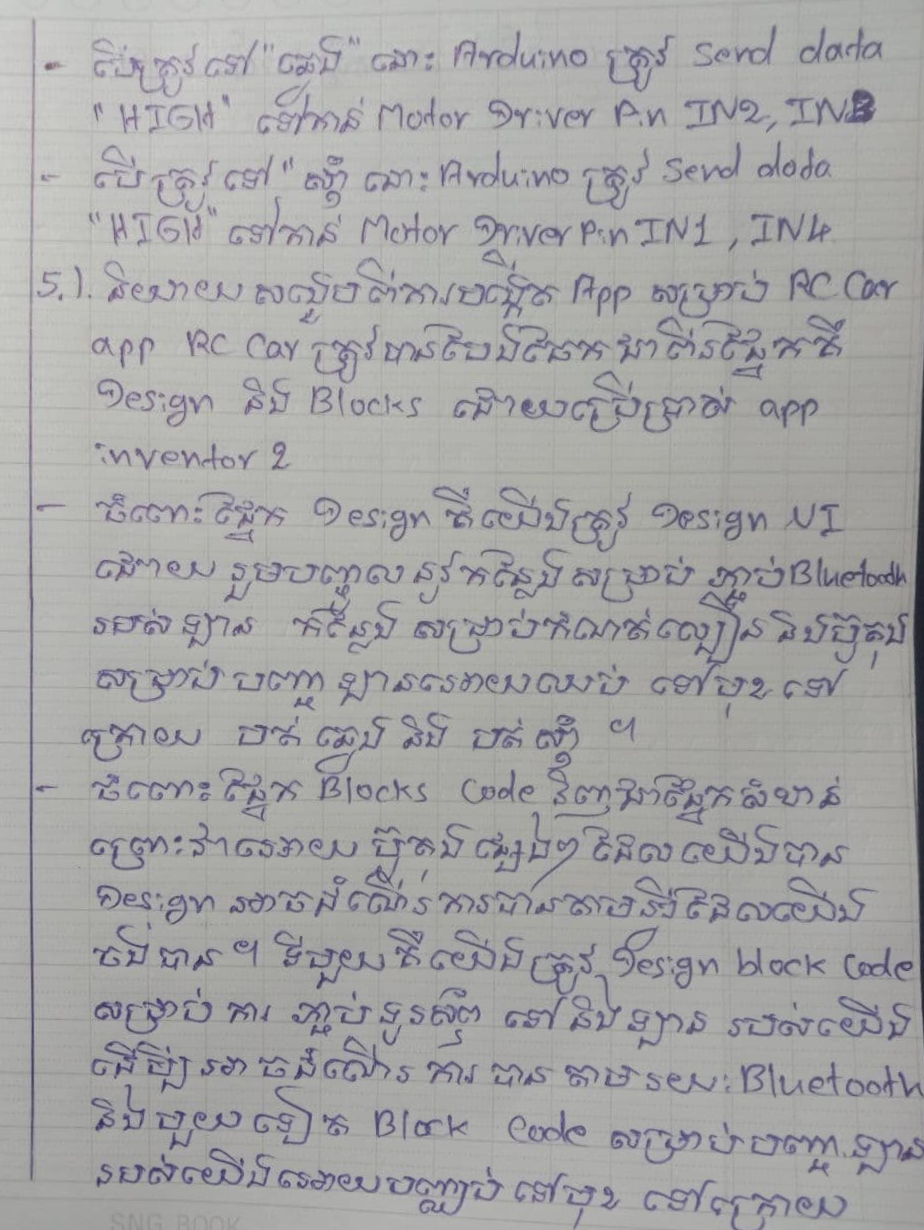 - បើត្រូវទៅ "ឆ្វេង" នោះ Arduino ត្រូវ Send data
"HIGH" ទៅកាន់ Motor Driver Pin IN2, IN3
- បើត្រូវទៅ "ស្ដាំ នោះ Arduino ត្រូវ Send data
"HIGH" ទៅកាន់ Motor Driver Pin IN1, IN4
5.). និយាយសង្ខេបពីការបង្កើត App សម្រាប់ RC Car
app RC Car ត្រូវបានបែងចែកជាពីរផ្នែកគឺ
Design និង Blocks ដោយប្រើប្រាស់ app
inventor 2
- ចំពោះផ្នែក Design គឺយើងត្រូវ Design UI
ដោយ រួមបញ្ចូលនូវកន្លែងសម្រាប់ ភ្ជាប់ Bluetooth
របស់ឡាន កន្លែង សម្រាប់កំណត់ល្បឿន និងប៊ូតុង
សម្រាប់បញ្ជា ឡានអោយឈប់ ទៅមុខ ទៅ
ក្រោយ បត់ ឆ្វេង និង បត់ ស្ដាំ ។
- ចំពោះផ្នែក Blocks Code វិញជាផ្នែកសំខាន់
ព្រោះវាអោយ ប៊ូតុង ផ្សេងៗ ដែលយើងបាន
Design អាចដំណើរការបានតាមអ្វីដែលយើង
ចង់បាន ។ ទីមួយគឺយើងត្រូវ Design block Code
សម្រាប់ ការ ភ្ជាប់ ទូរស័ព្ទ ទៅនិងឡាន របស់យើង
ដើម្បី អាចដំណើរ ការ បាន តាម រយៈ Bluetooth
និងមួយទៀត Block Code សម្រាប់បញ្ជា ឡាន
របស់យើងអោយបញ្ឈប់ ទៅមុខ ទៅក្រោយ
SNG BOOK